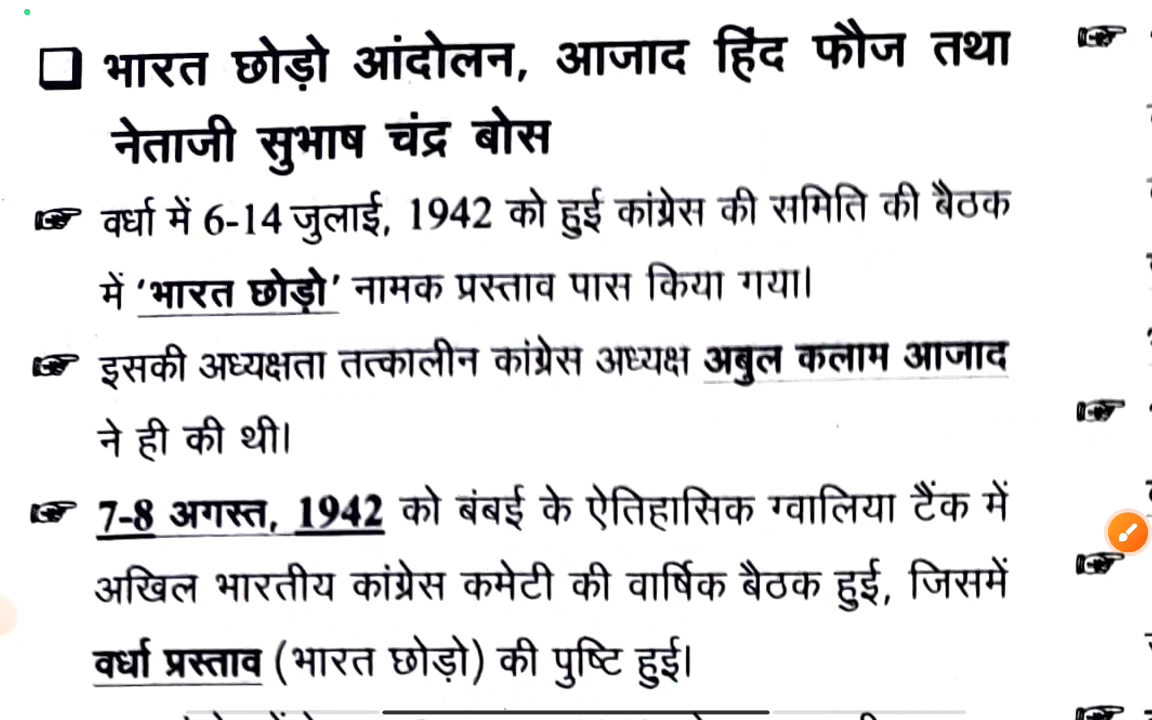 भारत छोड़ो आंदोलन, आजाद हिंद फौज तथा
नेताजी सुभाष चंद्र बोस
वर्धा में 6-14 जुलाई, 1942 को हुई कांग्रेस की समिति की बैठक
में ‘भारत छोड़ो’ नामक प्रस्ताव पास किया गया।
इसकी अध्यक्षता तत्कालीन कांग्रेस अध्यक्ष अबुल कलाम आजाद
ने ही की थी।
7-8 अगस्त, 1942 को बंबई के ऐतिहासिक ग्वालिया टैंक में
अखिल भारतीय कांग्रेस कमेटी की वार्षिक बैठक हुई, जिसमें
वर्धा प्रस्ताव (भारत छोड़ो) की पुष्टि हुई।